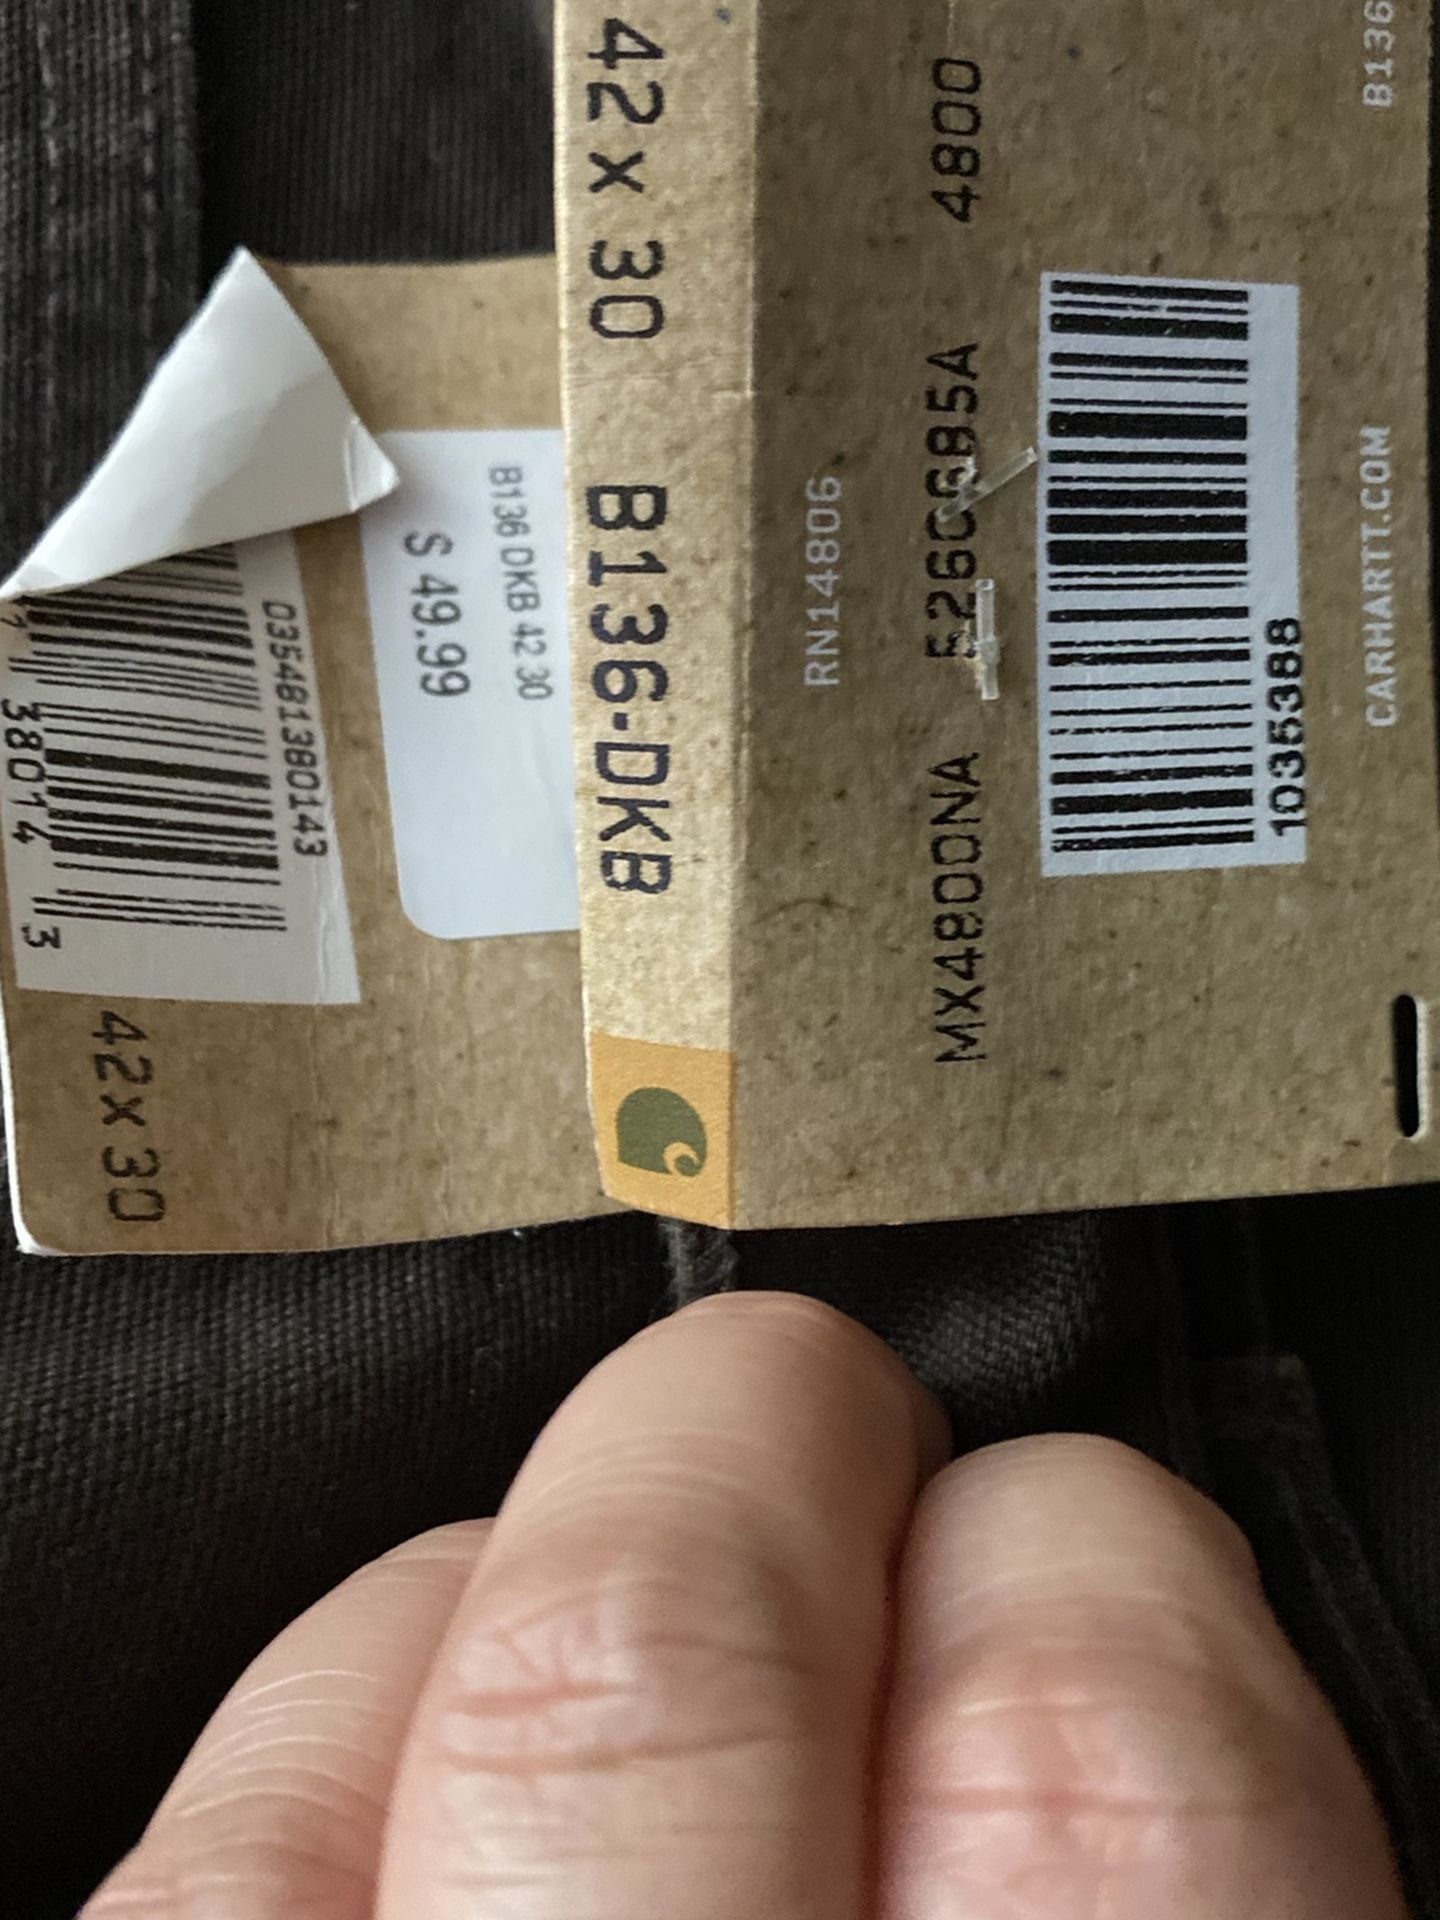 42 x 30 B136-DKB
B136 DKB 42 30
$ 49.99
035481380143
38014 3
42 x 30
RN14806
MX4800NA 4800
1035388
CARHARTT.COM B136